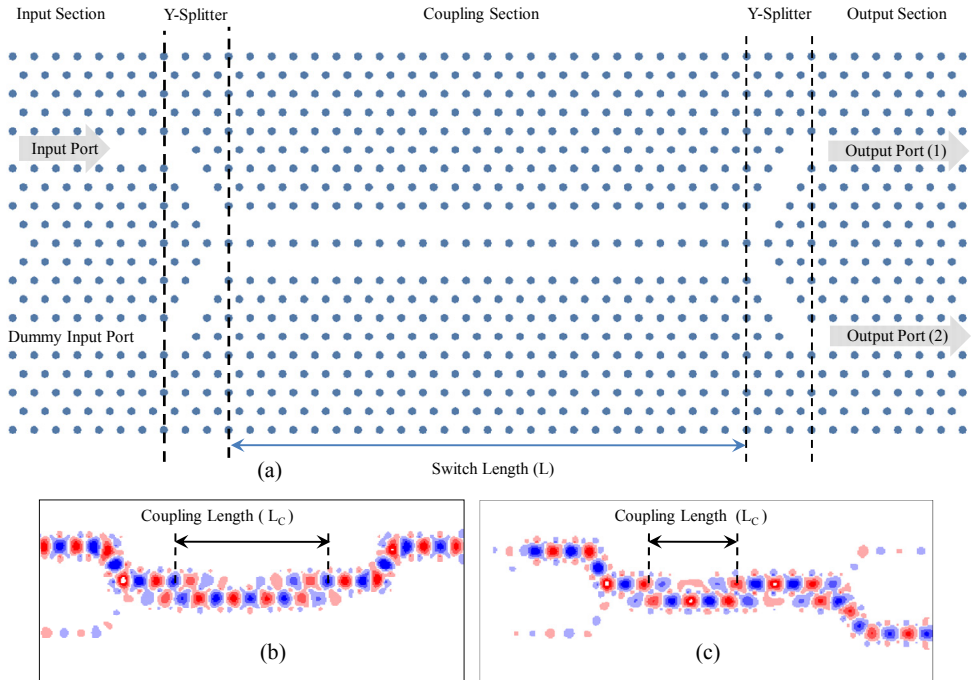 Input Section
Y-Splitter
Coupling Section
Y-Splitter
Output Section
Input Port
Output Port (1)
Dummy Input Port
Output Port (2)
(a)
Switch Length (L)
Coupling Length ( LC )
Coupling Length (LC)
(b)
(c)